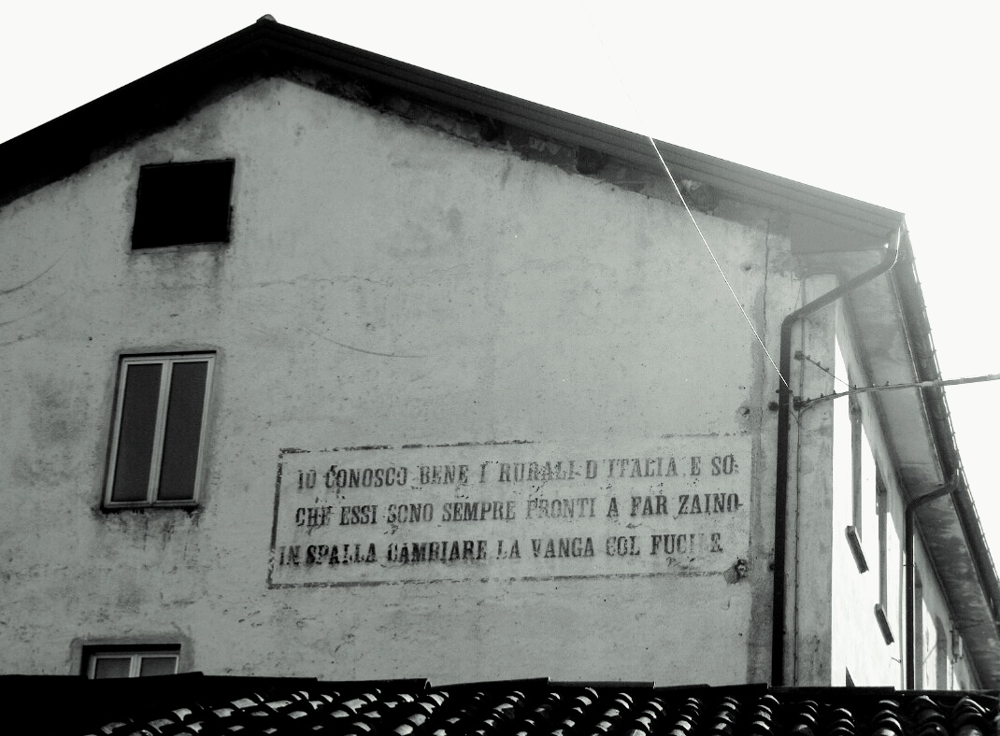 IO CONOSCO BENE I RURALI D'ITALIA E SO
CHE ESSI SONO SEMPRE PRONTI A FAR ZAINO
IN SPALLA CAMBIARE LA VANGA COL FUCILE